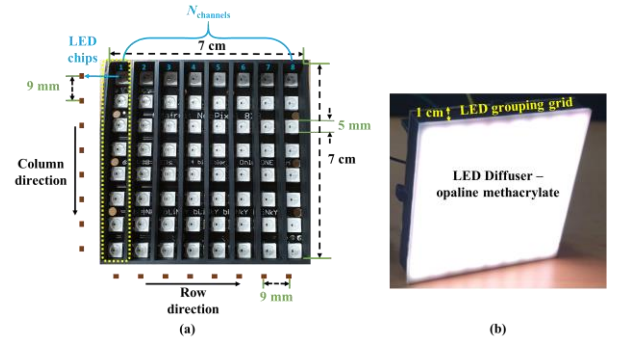 N channels
7 cm
LED
chips
1 2 3 4 5 6 7 8
9 mm
5 mm
7 cm
Column
direction
Row
direction
9 mm
(a)
1 cm LED grouping grid
LED Diffuser –
opaline methacrylate
(b)